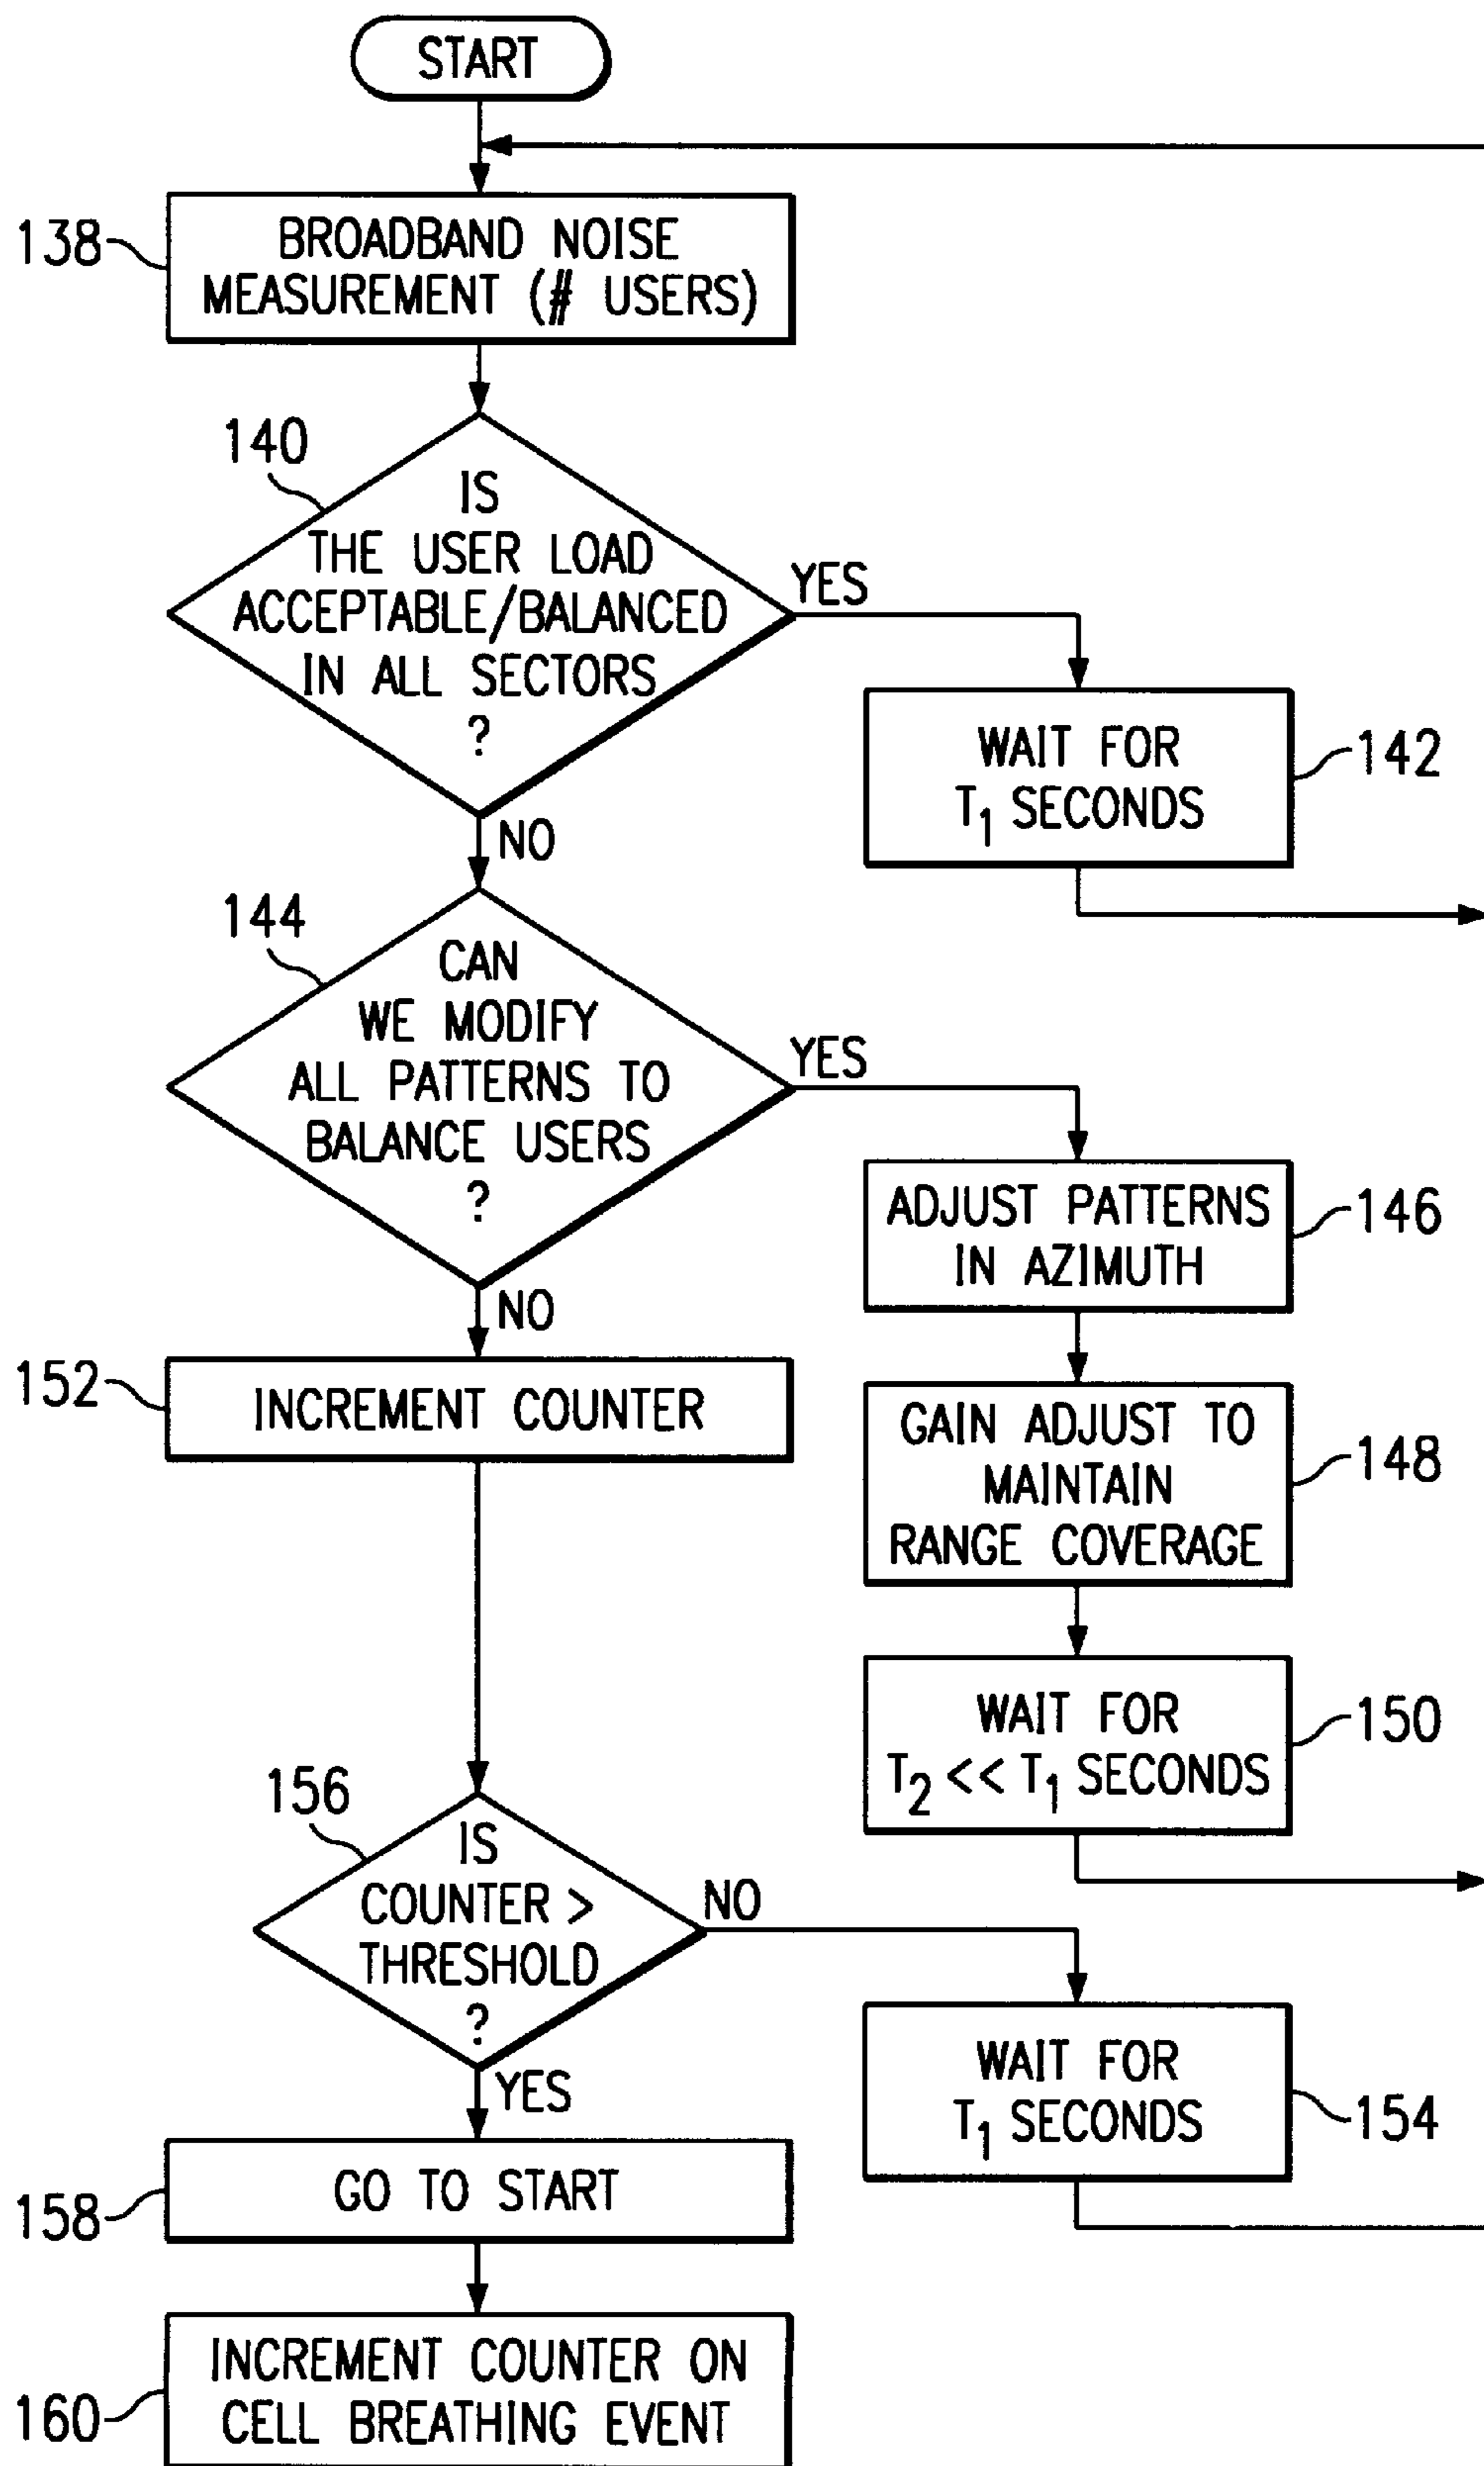 START
138
BROADBAND NOISE
MEASUREMENT (# USERS)
140
IS
THE USER LOAD
ACCEPTABLE/BALANCED
IN ALL SECTORS
?
YES
NO
WAIT FOR
T1 SECONDS
142
144
CAN
WE MODIFY
ALL PATTERNS TO
BALANCE USERS
?
YES
NO
ADJUST PATTERNS
IN AZIMUTH
146
152
INCREMENT COUNTER
GAIN ADJUST TO
MAINTAIN
RANGE COVERAGE
148
WAIT FOR
T2 << T1 SECONDS
150
156
IS
COUNTER >
THRESHOLD
?
NO
YES
WAIT FOR
T1 SECONDS
154
158
GO TO START
160
INCREMENT COUNTER ON
CELL BREATHING EVENT